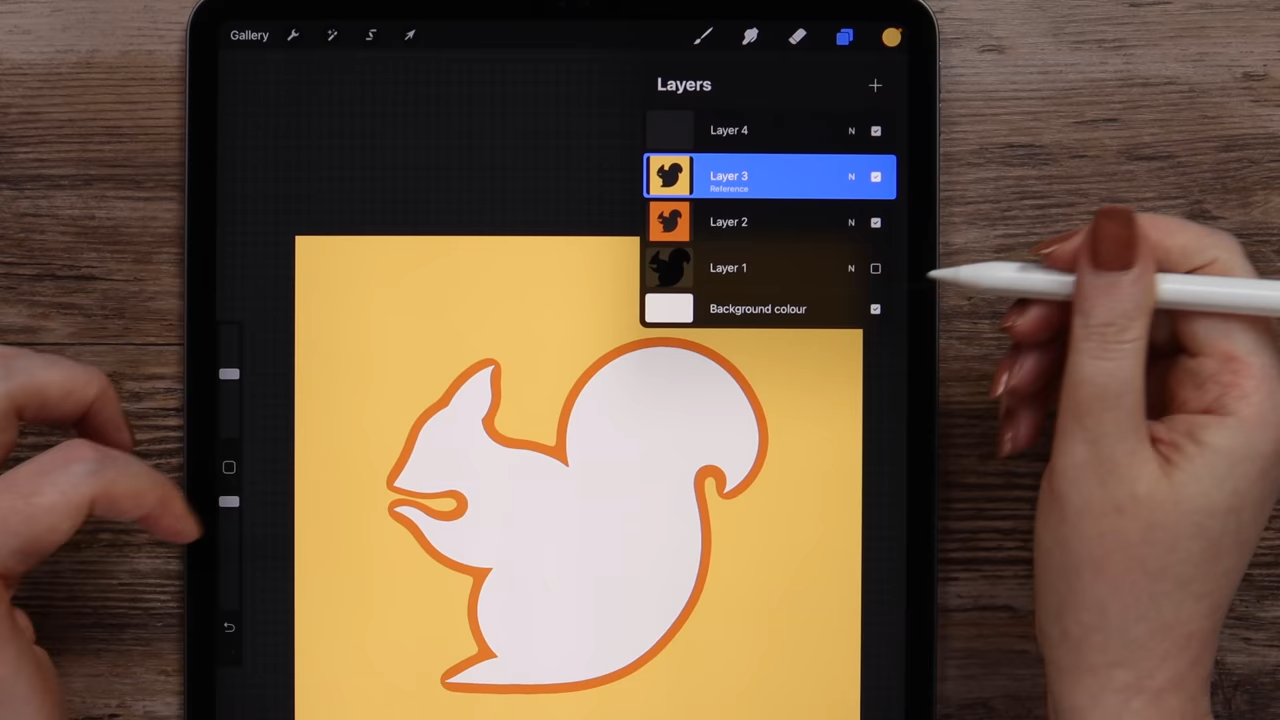 Gallery
Layers
Layer 4 N
Layer 3 N
Reference
Layer 2 N
Layer 1 N
Background colour